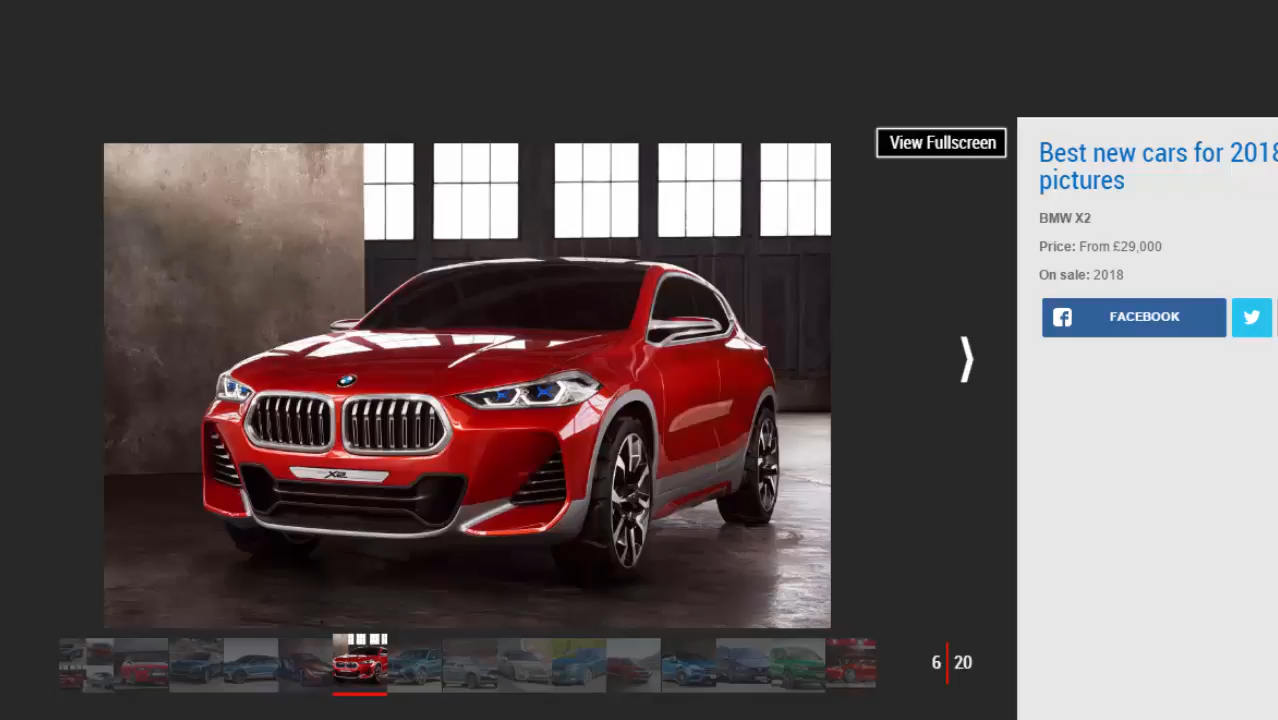 View Fullscreen
Best new cars for 2018
pictures
BMW X2
Price: From £29,000
On sale: 2018
FACEBOOK
X2
6 20